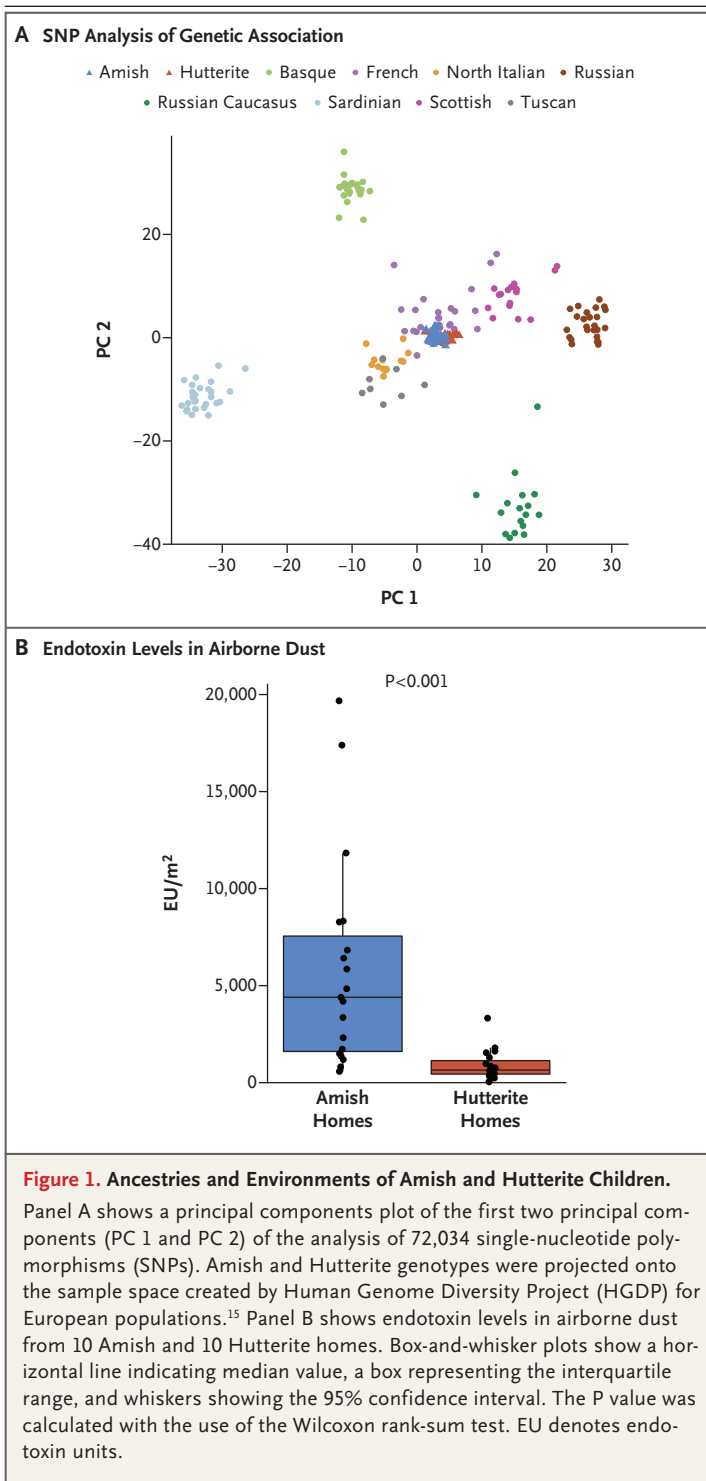 A SNP Analysis of Genetic Association
Amish Hutterite Basque French North Italian Russian
Russian Caucasus Sardinian Scottish Tuscan
20
0
−20
−40
PC 2
−30 −20 −10 0 10 20 30
PC 1
B Endotoxin Levels in Airborne Dust
P<0.001
20,000
15,000
10,000
5,000
0
EU/m²
Amish Hutterite
Homes Homes
Figure 1. Ancestries and Environments of Amish and Hutterite Children.
Panel A shows a principal components plot of the first two principal com-
ponents (PC 1 and PC 2) of the analysis of 72,034 single-nucleotide poly-
morphisms (SNPs). Amish and Hutterite genotypes were projected onto
the sample space created by Human Genome Diversity Project (HGDP) for
European populations.¹⁵ Panel B shows endotoxin levels in airborne dust
from 10 Amish and 10 Hutterite homes. Box-and-whisker plots show a hor-
izontal line indicating median value, a box representing the interquartile
range, and whiskers showing the 95% confidence interval. The P value was
calculated with the use of the Wilcoxon rank-sum test. EU denotes endo-
toxin units.